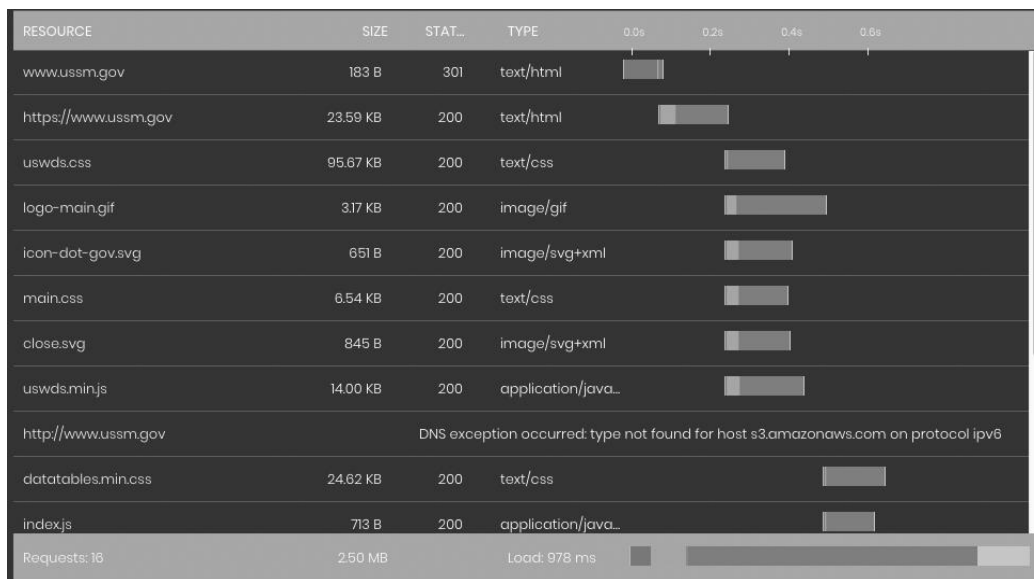 RESOURCE SIZE STAT... TYPE 0.0s 0.2s 0.4s 0.6s
www.ussm.gov 183 B 301 text/html
https://www.ussm.gov 23.59 KB 200 text/html
uswds.css 95.67 KB 200 text/css
logo-main.gif 3.17 KB 200 image/gif
icon-dot-gov.svg 651 B 200 image/svg+xml
main.css 6.54 KB 200 text/css
close.svg 845 B 200 image/svg+xml
uswds.min.js 14.00 KB 200 application/java...
http://www.ussm.gov DNS exception occurred: type not found for host s3.amazonaws.com on protocol ipv6
datatables.min.css 24.62 KB 200 text/css
index.js 713 B 200 application/java...
Requests: 16 2.50 MB Load: 978 ms